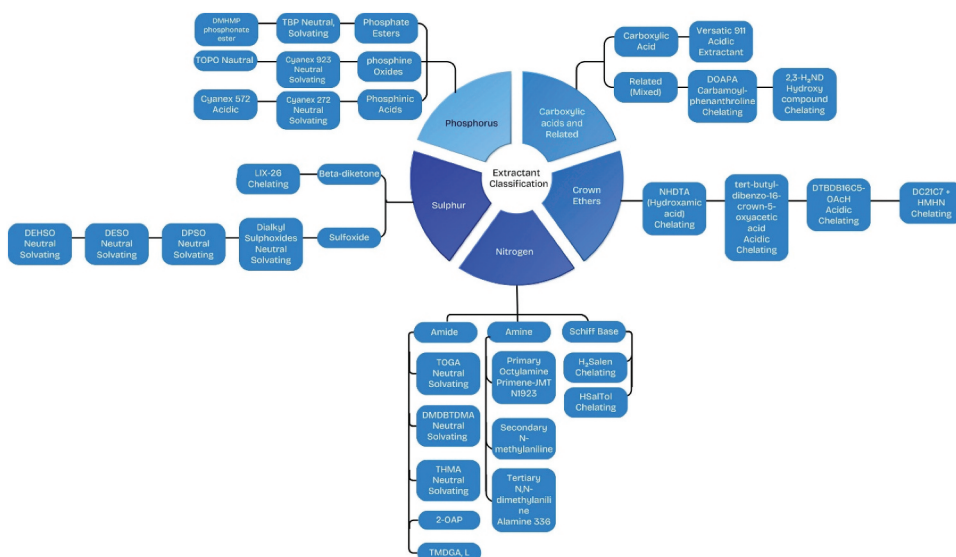 DMHMP
phosphonate
ester
TBP Neutral,
Solvating
Phosphate
Esters
TOPO Nautral
Cyanex 923
Neutral
Solvating
phosphine
Oxides
Cyanex 572
Acidic
Cyanex 272
Neutral
Solvating
Phosphinic
Acids
Carboxylic
Acid
Versatic 911
Acidic
Extractant
Related
(Mixed)
DOAPA
Carbamoyl-
phenanthroline
Chelating
2,3-H₂ND
Hydroxy
compound
Chelating
Phosphorus
Carboxylic
acids and
Related
Extractant
Classification
Sulphur
Crown
Ethers
Nitrogen
LIX-26
Chelating
Beta-diketone
DEHSO
Neutral
Solvating
DESO
Neutral
Solvating
DPSO
Neutral
Solvating
Dialkyl
Sulphoxides
Neutral
Solvating
Sulfoxide
NHDTA
(Hydroxamic
acid)
Chelating
tert-butyl-
dibenzo-16-
crown-5-
oxyacetic
acid
Acidic
Chelating
DTBDB16C5-
OAcH
Acidic
Chelating
DC21C7 +
HMHN
Chelating
Amide
TOGA
Neutral
Solvating
DMDBTDMA
Neutral
Solvating
THMA
Neutral
Solvating
2-OAP
TMDGA, L
Amine
Primary
Octylamine
Primene-JMT
N1923
Secondary
N-
methylaniline
Tertiary
N,N-
dimethylanili
ne
Alamine 336
Schiff Base
H₂Salen
Chelating
HSalTol
Chelating